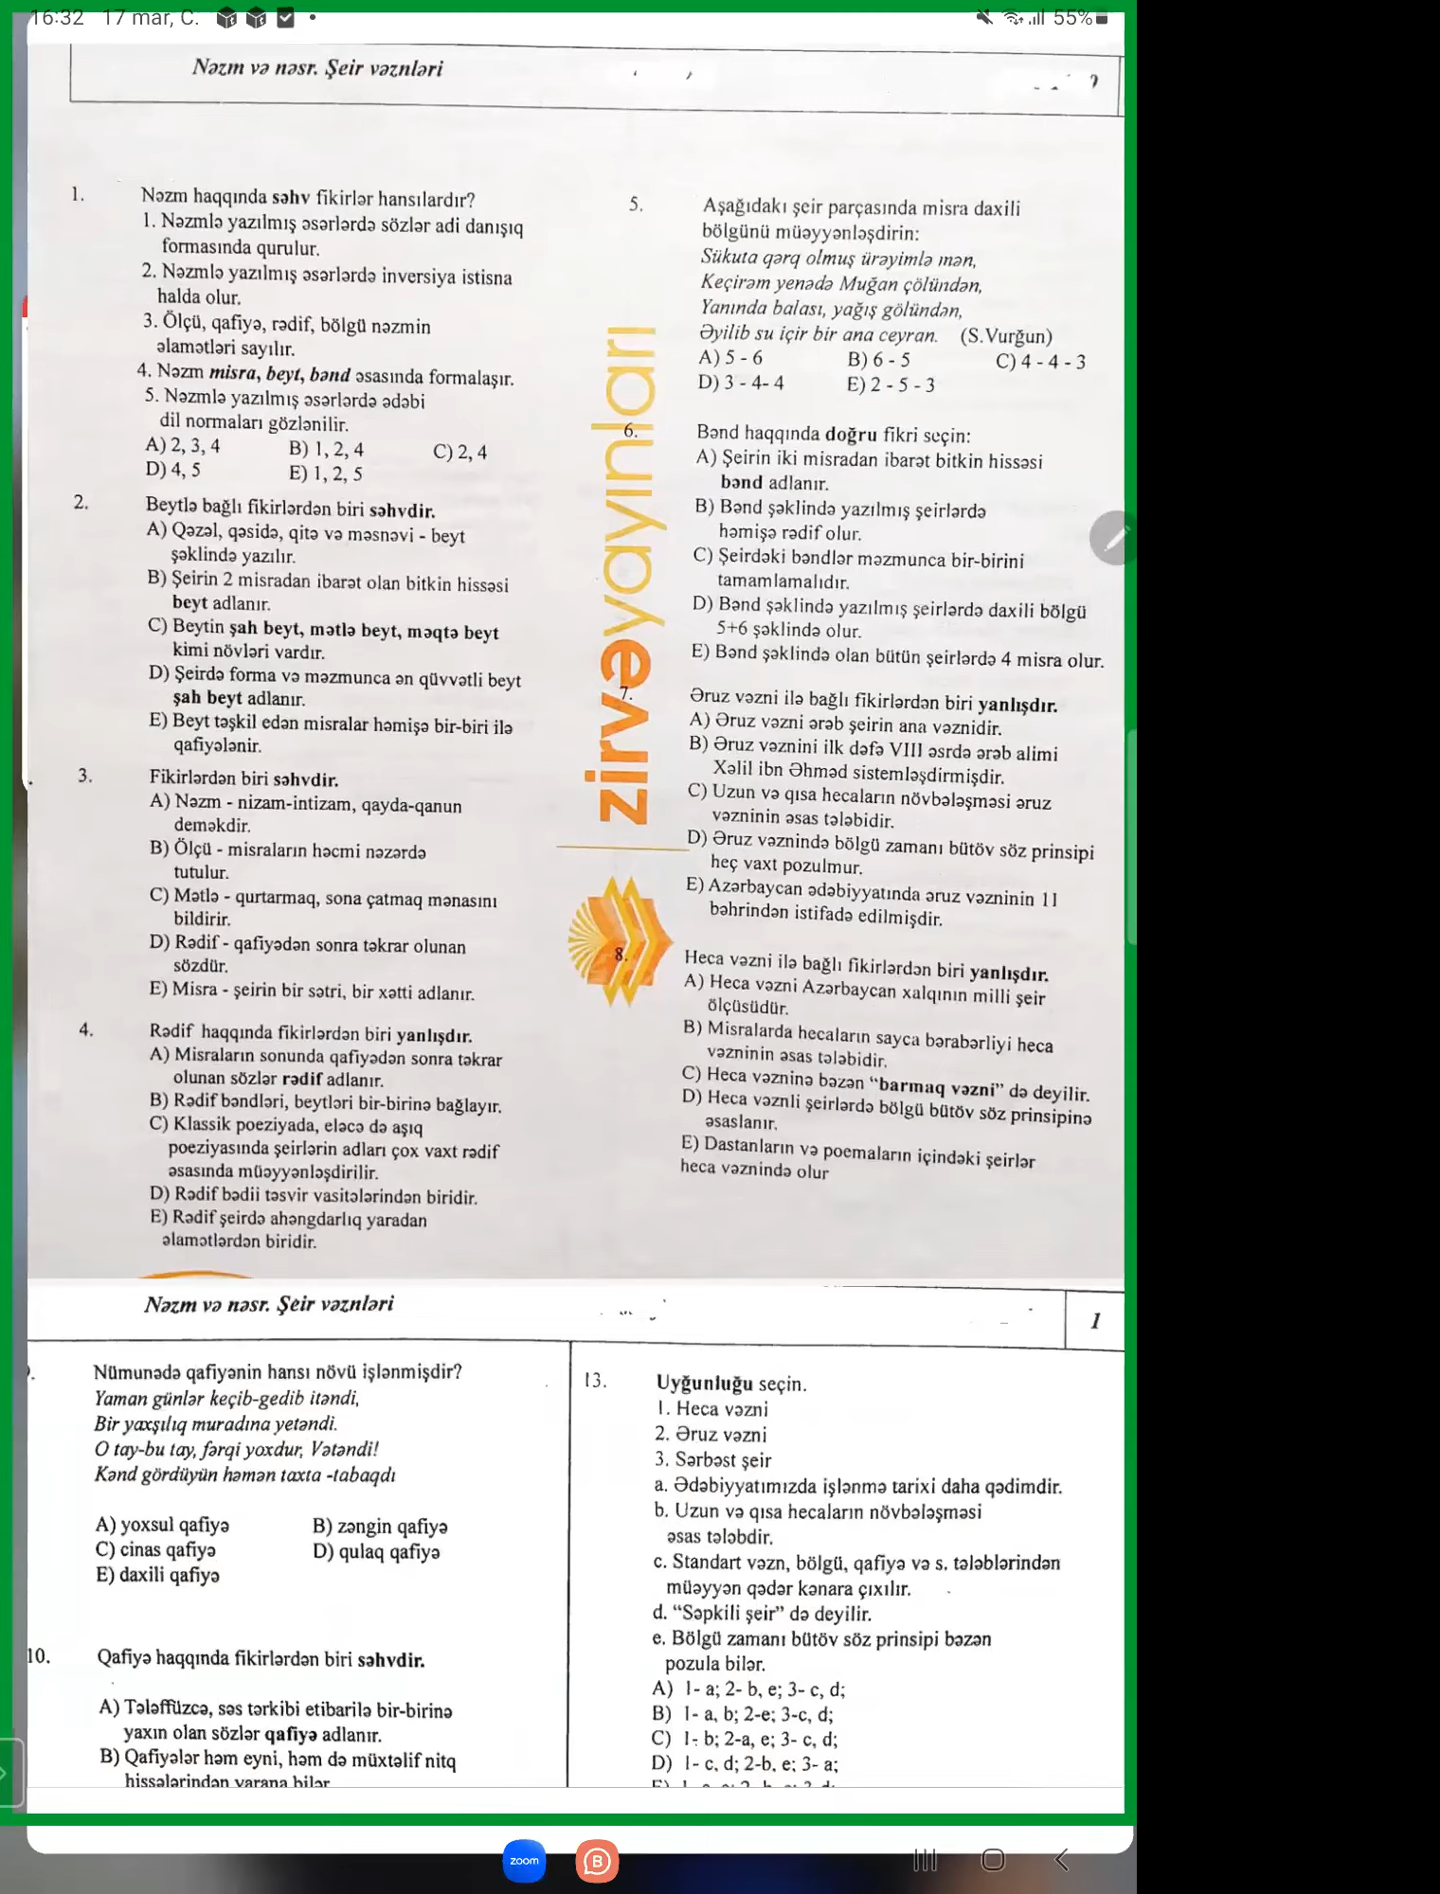 16:32 17 mar, C.
55%
Nəzm və nəsr. Şeir vəznləri
1. Nəzm haqqında səhv fikirlər hansılardır?
1. Nəzmlə yazılmış əsərlərdə sözlər adi danışıq
formasında qurulur.
2. Nəzmlə yazılmış əsərlərdə inversiya istisna
halda olur.
3. Ölçü, qafiyə, rədif, bölgü nəzmin
əlamətləri sayılır.
4. Nəzm misra, beyt, bənd əsasında formalaşır.
5. Nəzmlə yazılmış əsərlərdə ədəbi
dil normaları gözlənilir.
A) 2, 3, 4 B) 1, 2, 4 C) 2, 4
D) 4, 5 E) 1, 2, 5
2. Beytlə bağlı fikirlərdən biri səhvdir.
A) Qəzəl, qəsidə, qitə və məsnəvi - beyt
şəklində yazılır.
B) Şeirin 2 misradan ibarət olan bitkin hissəsi
beyt adlanır.
C) Beytin şah beyt, mətlə beyt, məqtə beyt
kimi növləri vardır.
D) Şeirdə forma və məzmunca ən qüvvətli beyt
şah beyt adlanır.
E) Beyt təşkil edən misralar həmişə bir-biri ilə
qafiyələnir.
3. Fikirlərdən biri səhvdir.
A) Nəzm - nizam-intizam, qayda-qanun
deməkdir.
B) Ölçü - misraların həcmi nəzərdə
tutulur.
C) Mətlə - qurtarmaq, sona çatmaq mənasını
bildirir.
D) Rədif - qafiyədən sonra təkrar olunan
sözdür.
E) Misra - şeirin bir sətri, bir xətti adlanır.
4. Rədif haqqında fikirlərdən biri yanlışdır.
A) Misraların sonunda qafiyədən sonra təkrar
olunan sözlər rədif adlanır.
B) Rədif bəndləri, beytləri bir-birinə bağlayır.
C) Klassik poeziyada, eləcə də aşıq
poeziyasında şeirlərin adları çox vaxt rədif
əsasında müəyyənləşdirilir.
D) Rədif bədii təsvir vasitələrindən biridir.
E) Rədif şeirdə ahəngdarlıq yaradan
əlamətlərdən biridir.
zirvəyayınları
5. Aşağıdakı şeir parçasında misra daxili
bölgünü müəyyənləşdirin:
Sükuta qərq olmuş ürəyimlə mən,
Keçirəm yenədə Muğan çölündən,
Yanında balası, yağış gölündən,
Əyilib su içir bir ana ceyran. (S.Vurğun)
A) 5 - 6 B) 6 - 5 C) 4 - 4 - 3
D) 3 - 4- 4 E) 2 - 5 - 3
6. Bənd haqqında doğru fikri seçin:
A) Şeirin iki misradan ibarət bitkin hissəsi
bənd adlanır.
B) Bənd şəklində yazılmış şeirlərdə
həmişə rədif olur.
C) Şeirdəki bəndlər məzmunca bir-birini
tamamlamalıdır.
D) Bənd şəklində yazılmış şeirlərdə daxili bölgü
5+6 şəklində olur.
E) Bənd şəklində olan bütün şeirlərdə 4 misra olur.
7. Əruz vəzni ilə bağlı fikirlərdən biri yanlışdır.
A) Əruz vəzni ərəb şeirin ana vəznidir.
B) Əruz vəznini ilk dəfə VIII əsrdə ərəb alimi
Xəlil ibn Əhməd sistemləşdirmişdir.
C) Uzun və qısa hecaların növbələşməsi əruz
vəzninin əsas tələbidir.
D) Əruz vəznində bölgü zamanı bütöv söz prinsipi
heç vaxt pozulmur.
E) Azərbaycan ədəbiyyatında əruz vəzninin 11
bəhrindən istifadə edilmişdir.
8. Heca vəzni ilə bağlı fikirlərdən biri yanlışdır.
A) Heca vəzni Azərbaycan xalqının milli şeir
ölçüsüdür.
B) Misralarda hecaların sayca bərabərliyi heca
vəzninin əsas tələbidir.
C) Heca vəzninə bəzən “barmaq vəzni” də deyilir.
D) Heca vəznli şeirlərdə bölgü bütöv söz prinsipinə
əsaslanır.
E) Dastanların və poemaların içindəki şeirlər
heca vəznində olur
Nəzm və nəsr. Şeir vəznləri
1
Nümunədə qafiyənin hansı növü işlənmişdir?
Yaman günlər keçib-gedib itəndi,
Bir yaxşılıq muradına yetəndi.
O tay-bu tay, fərqi yoxdur, Vətəndi!
Kənd gördüyün həmən taxta -tabaqdı
A) yoxsul qafiyə B) zəngin qafiyə
C) cinas qafiyə D) qulaq qafiyə
E) daxili qafiyə
10. Qafiyə haqqında fikirlərdən biri səhvdir.
A) Tələffüzcə, səs tərkibi etibarilə bir-birinə
yaxın olan sözlər qafiyə adlanır.
B) Qafiyələr həm eyni, həm də müxtəlif nitq
hissələrindən yarana bilər
13. Uyğunluğu seçin.
1. Heca vəzni
2. Əruz vəzni
3. Sərbəst şeir
a. Ədəbiyyatımızda işlənmə tarixi daha qədimdir.
b. Uzun və qısa hecaların növbələşməsi
əsas tələbdir.
c. Standart vəzn, bölgü, qafiyə və s. tələblərindən
müəyyən qədər kənara çıxılır.
d. “Səpkili şeir” də deyilir.
e. Bölgü zamanı bütöv söz prinsipi bəzən
pozula bilər.
A) 1- a; 2- b, e; 3- c, d;
B) 1- a, b; 2-e; 3-c, d;
C) 1- b; 2-a, e; 3- c, d;
D) 1- c, d; 2-b, e; 3- a;
zoom
B